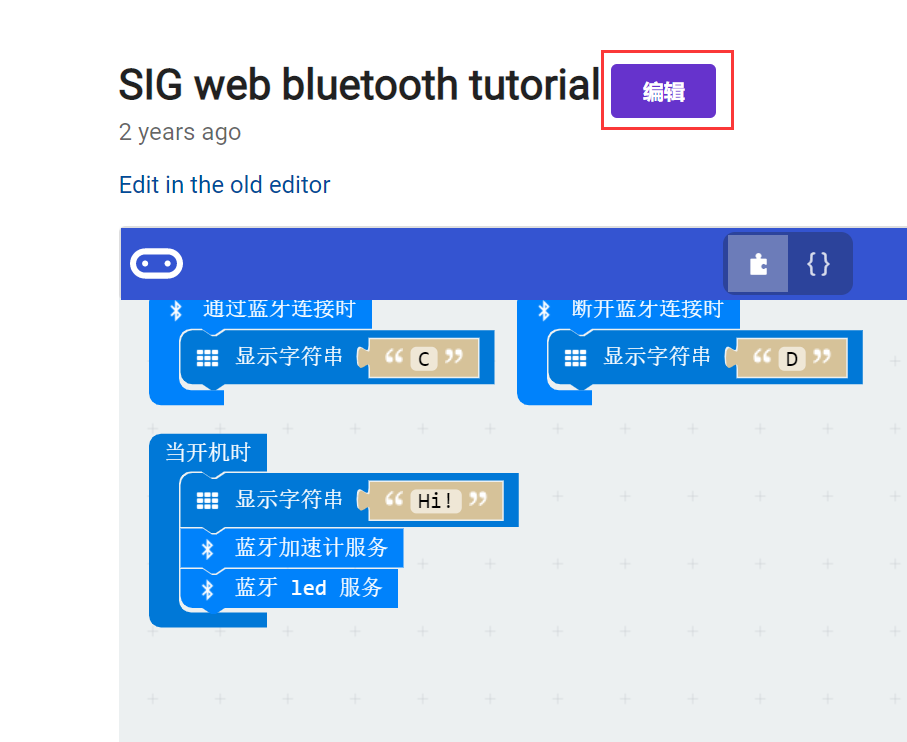 SIG web bluetooth tutorial 编辑
2 years ago
Edit in the old editor
{ }
通过蓝牙连接时 断开蓝牙连接时
显示字符串 “ C ” 显示字符串 “ D ”
当开机时
显示字符串 “ Hi! ”
蓝牙加速计服务
蓝牙 led 服务